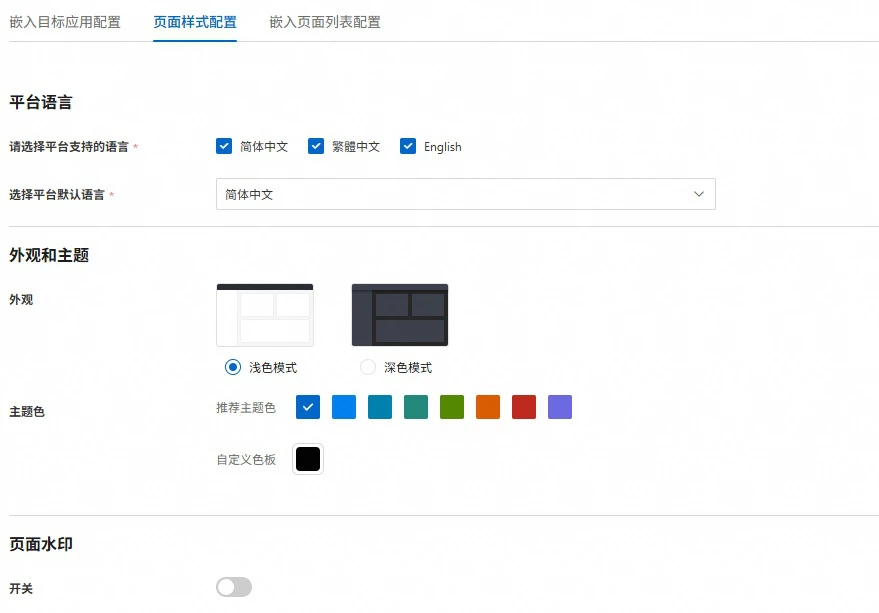 嵌入目标应用配置 页面样式配置 嵌入页面列表配置
平台语言
请选择平台支持的语言 * 简体中文 繁體中文 English
选择平台默认语言 * 简体中文
外观和主题
外观
浅色模式 深色模式
主题色 推荐主题色
自定义色板
页面水印
开关